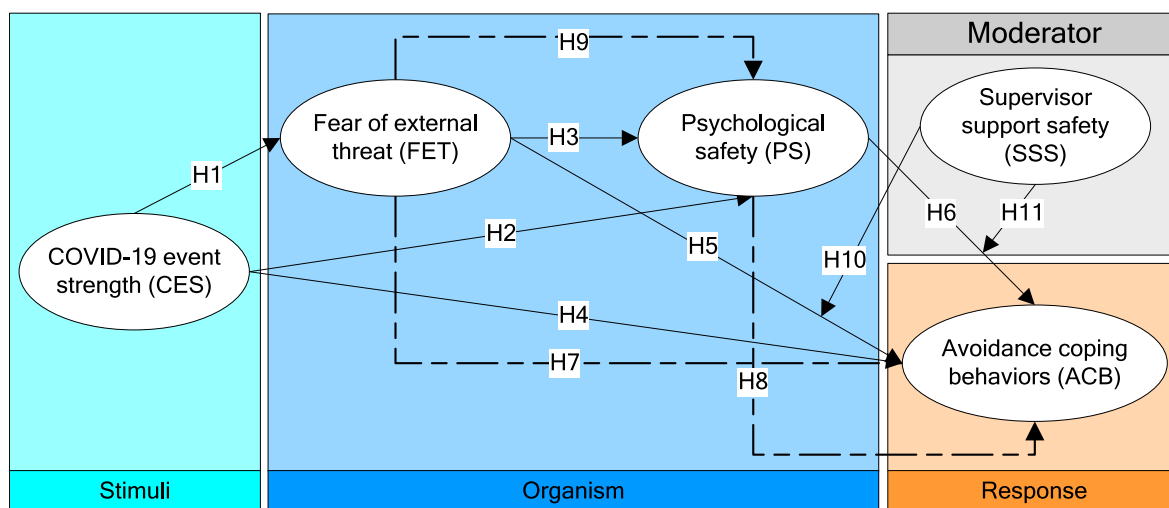 Moderator
H9
Supervisor
support safety
(SSS)
Fear of external
threat (FET)
H3
Psychological
safety (PS)
H1
H6
H11
H2
H5
H10
COVID-19 event
strength (CES)
H4
H7
H8
Avoidance coping
behaviors (ACB)
Stimuli
Organism
Response